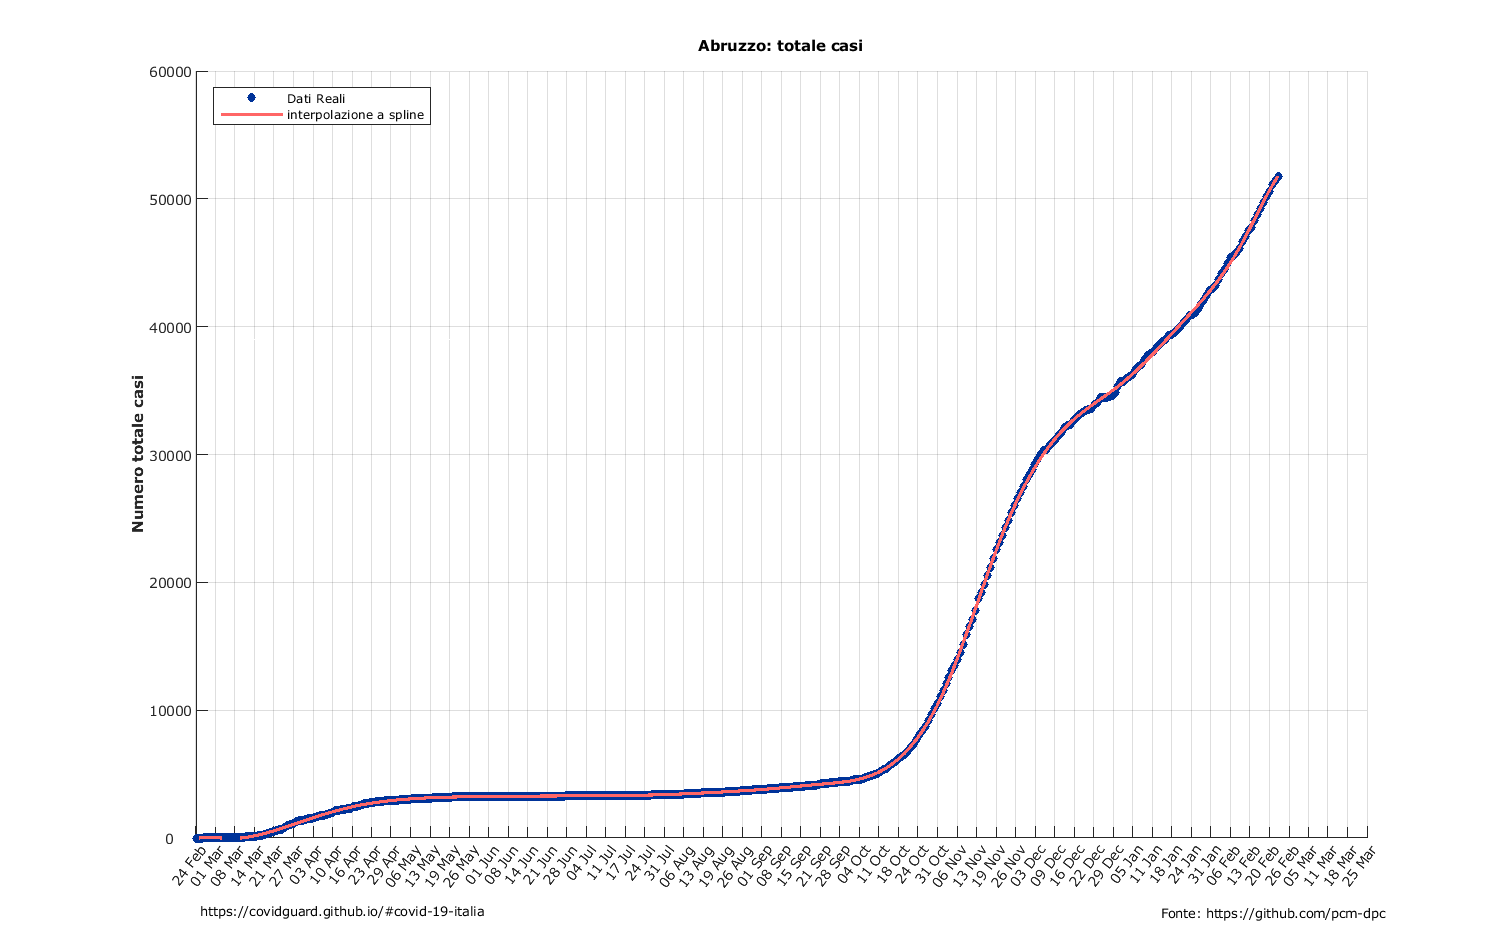 Abruzzo: totale casi
60000
50000
40000
30000
20000
10000
0
Numero totale casi
Dati Reali
interpolazione a spline
24 Feb
01 Mar
08 Mar
14 Mar
21 Mar
27 Mar
03 Apr
10 Apr
16 Apr
23 Apr
29 Apr
06 May
13 May
19 May
26 May
01 Jun
08 Jun
14 Jun
21 Jun
28 Jun
04 Jul
11 Jul
17 Jul
24 Jul
31 Jul
06 Aug
13 Aug
19 Aug
26 Aug
01 Sep
08 Sep
15 Sep
21 Sep
28 Sep
04 Oct
11 Oct
18 Oct
24 Oct
31 Oct
06 Nov
13 Nov
19 Nov
26 Nov
03 Dec
09 Dec
16 Dec
22 Dec
29 Dec
05 Jan
11 Jan
18 Jan
24 Jan
31 Jan
06 Feb
13 Feb
20 Feb
26 Feb
05 Mar
11 Mar
18 Mar
25 Mar
https://covidguard.github.io/#covid-19-italia
Fonte: https://github.com/pcm-dpc